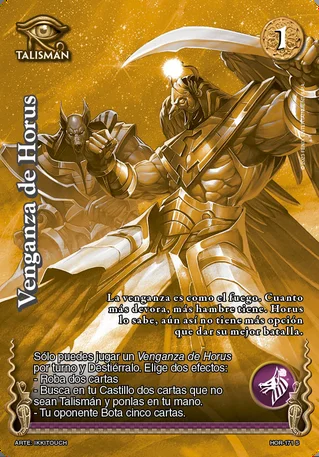 TALISMÁN
1
Venganza de Horus
La venganza es como el fuego. Cuanto
más devora, más hambre tiene. Horus
lo sabe, aún así no tiene más opción
que dar su mejor batalla.
Sólo puedes jugar un Venganza de Horus
por turno y Destiérralo. Elige dos efectos:
- Roba dos cartas
- Busca en tu Castillo dos cartas que no
sean Talismán y ponlas en tu mano.
- Tu oponente Bota cinco cartas.
ARTE: IKKITOUCH
HOR-171 S